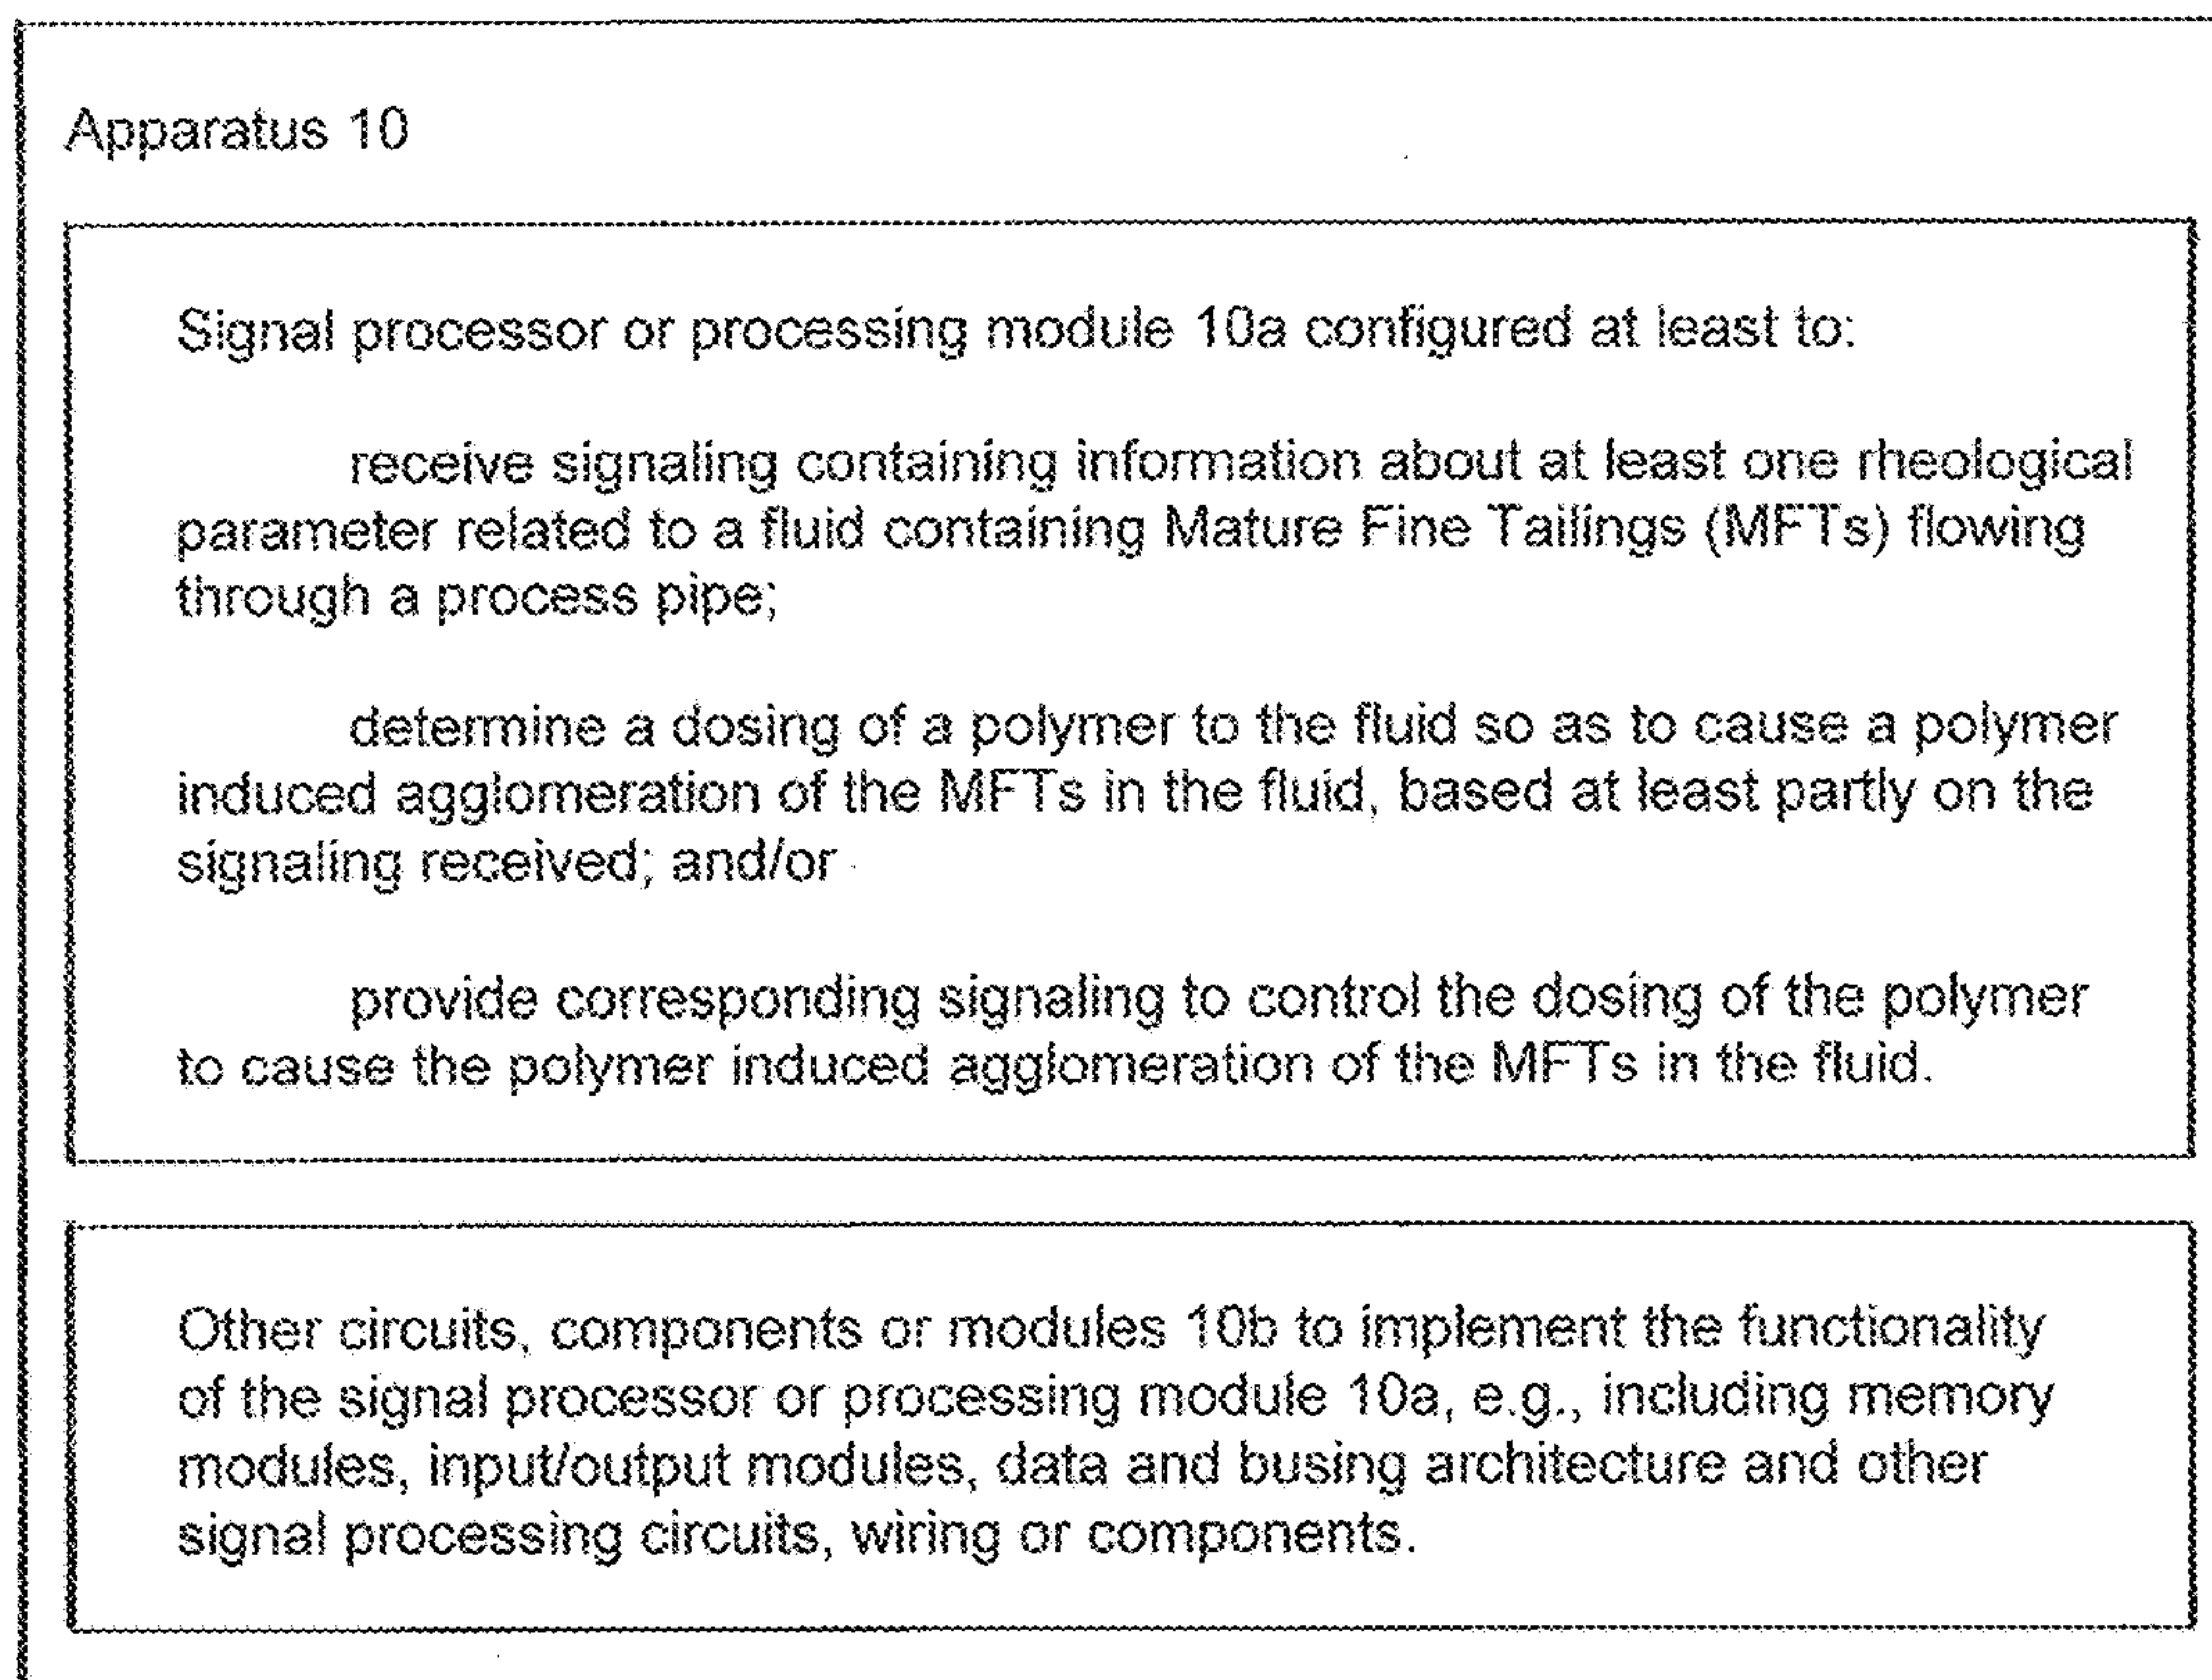 Apparatus 10
Signal processor or processing module 10a configured at least to:
receive signaling containing information about at least one rheological
parameter related to a fluid containing Mature Fine Tailings (MFTs) flowing
through a process pipe;
determine a dosing of a polymer to the fluid so as to cause a polymer
induced agglomeration of the MFTs in the fluid, based at least partly on the
signaling received; and/or
provide corresponding signaling to control the dosing of the polymer
to cause the polymer induced agglomeration of the MFTs in the fluid.
Other circuits, components or modules 10b to implement the functionality
of the signal processor or processing module 10a, e.g., including memory
modules, input/output modules, data and busing architecture and other
signal processing circuits, wiring or components.